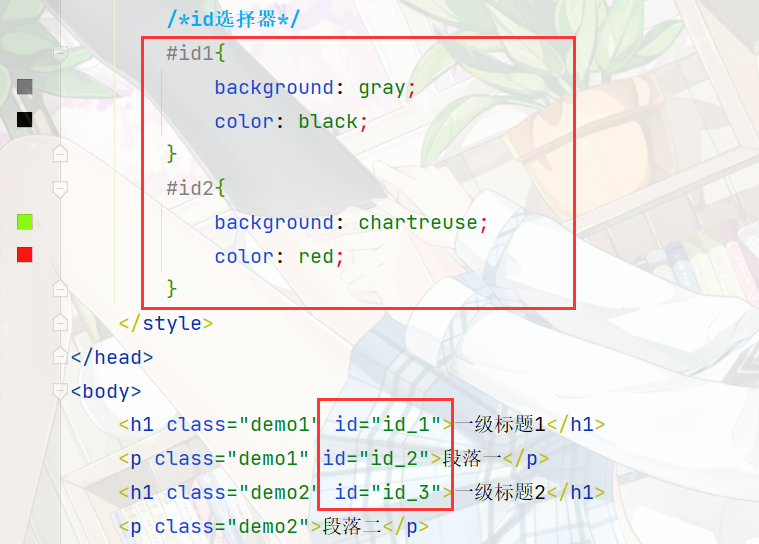 /*id选择器*/
#id1{
background: gray;
color: black;
}
#id2{
background: chartreuse;
color: red;
}
</style>
</head>
<body>
<h1 class="demo1" id="id_1">一级标题1</h1>
<p class="demo1" id="id_2">段落一</p>
<h1 class="demo2" id="id_3">一级标题2</h1>
<p class="demo2">段落二</p>